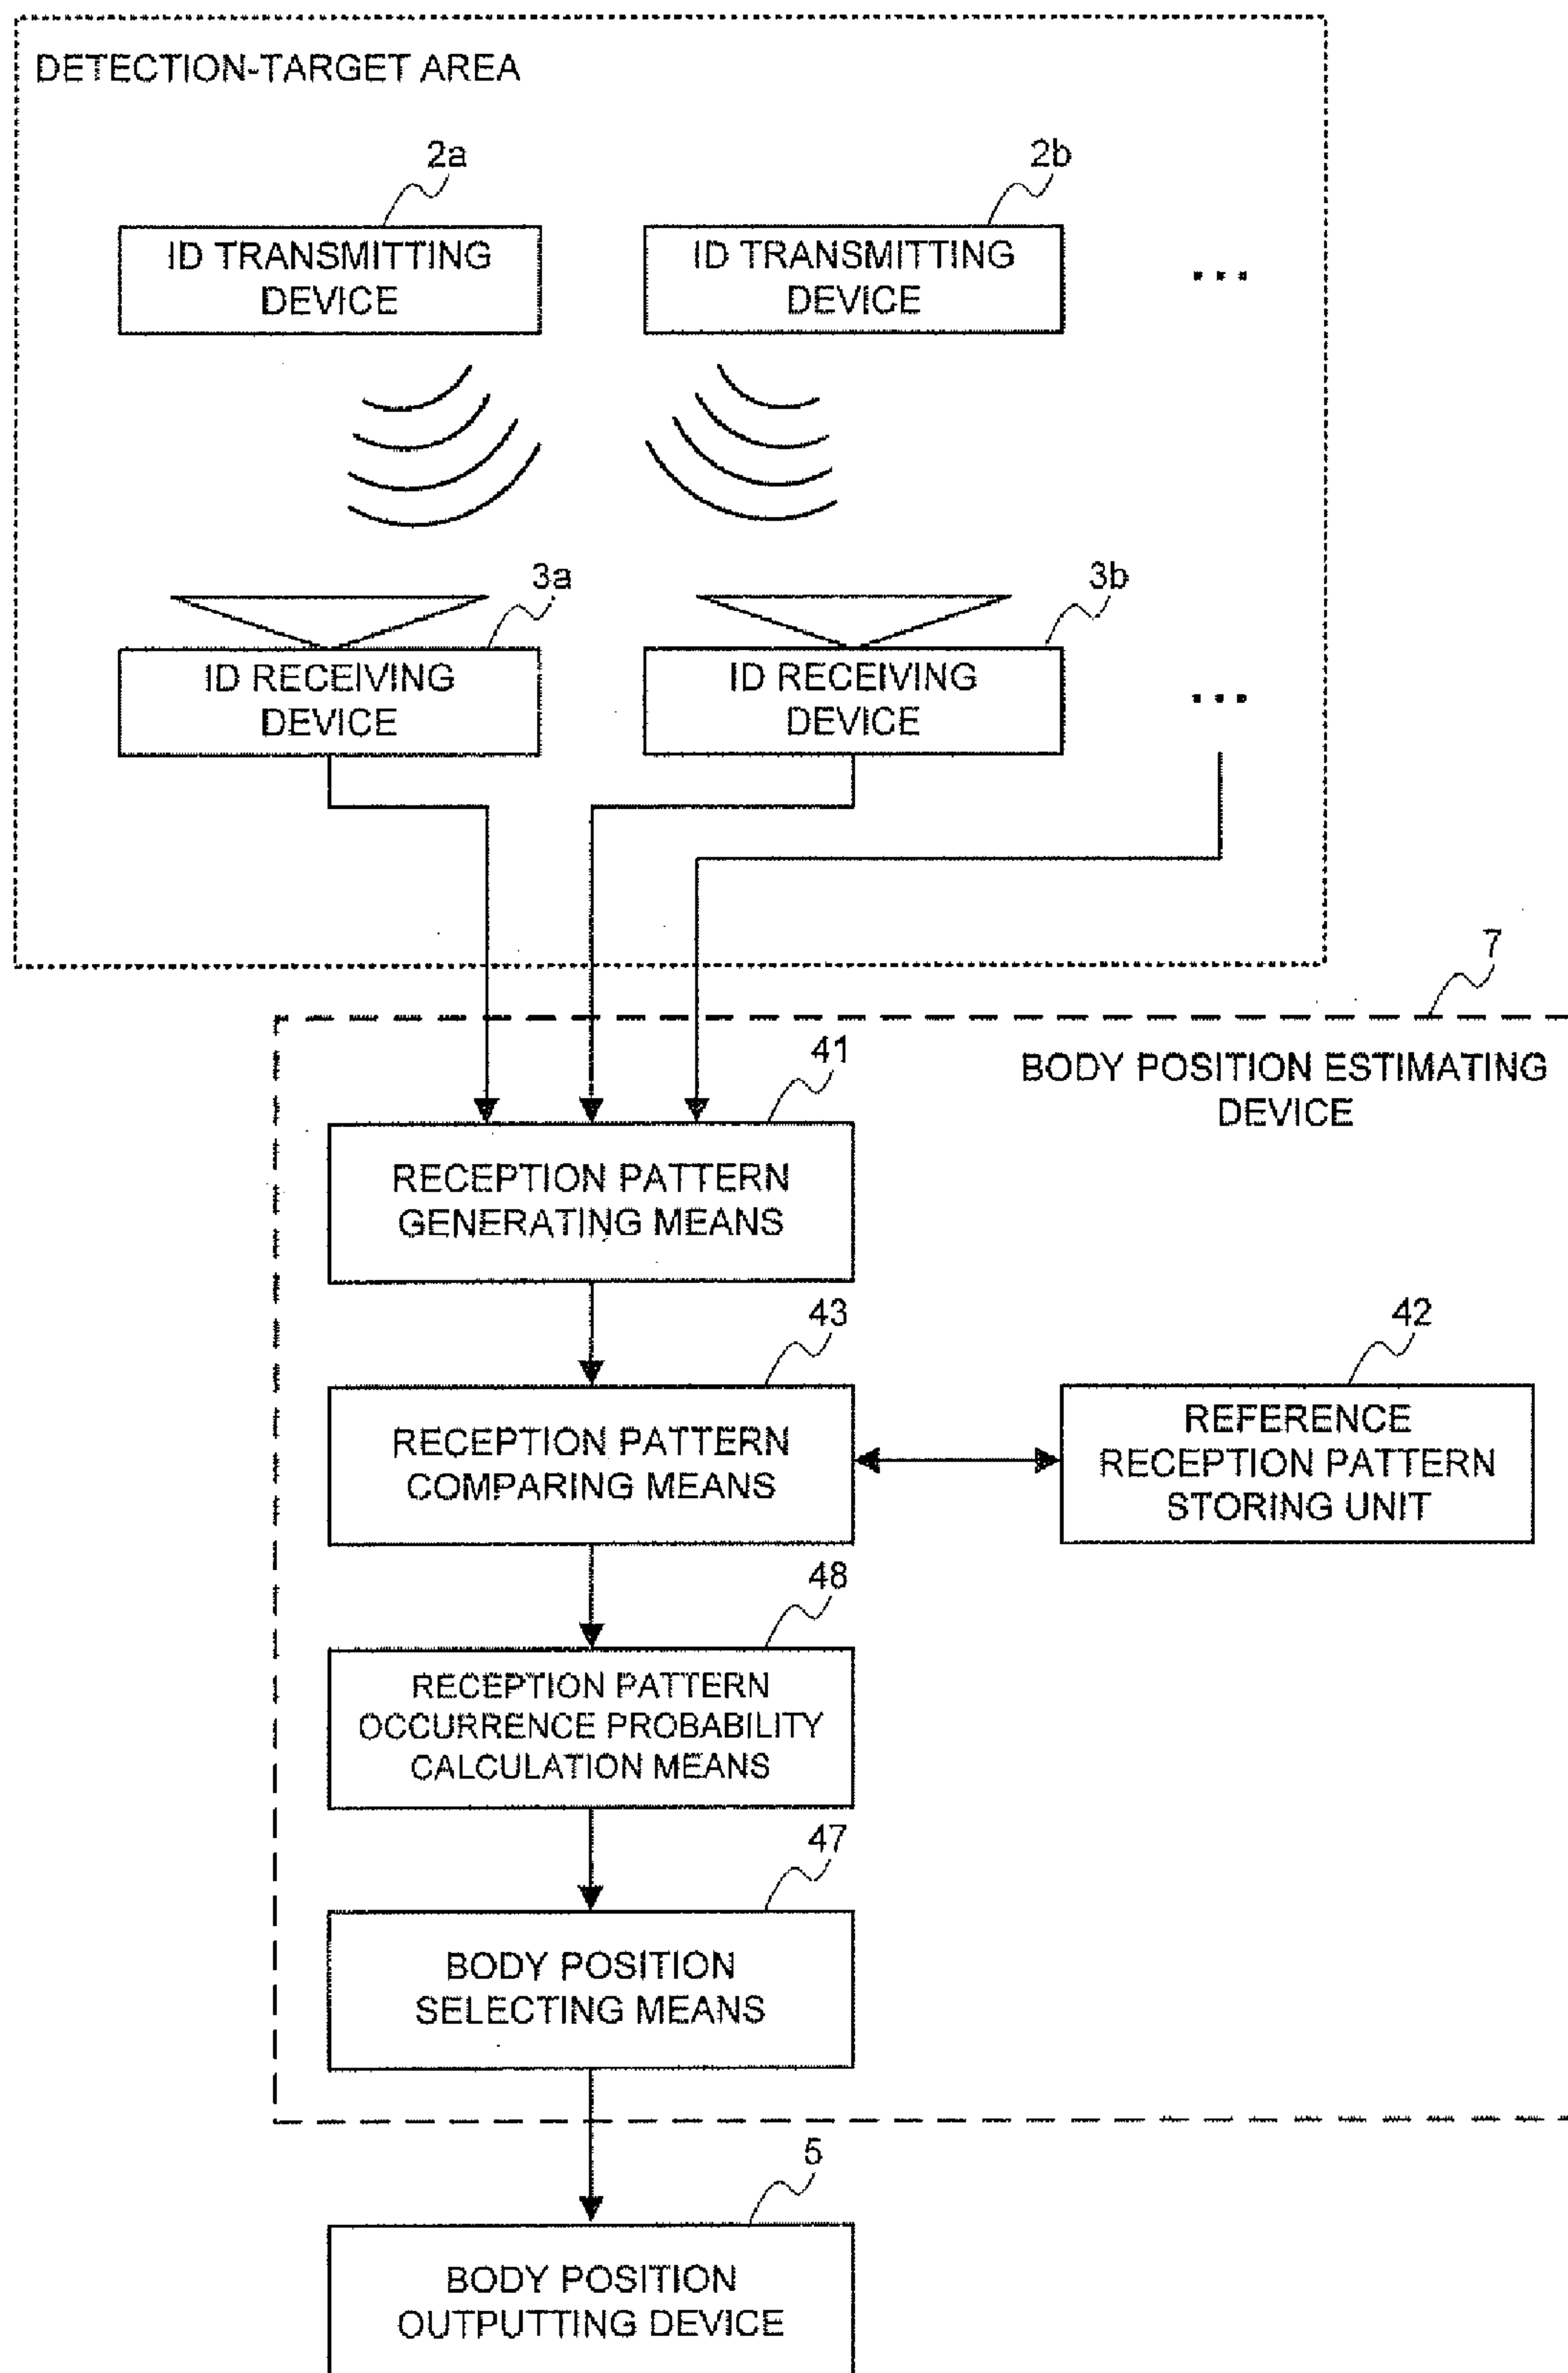 DETECTION-TARGET AREA
2a
2b
ID TRANSMITTING
DEVICE
ID TRANSMITTING
DEVICE
...
3a
3b
ID RECEIVING
DEVICE
ID RECEIVING
DEVICE
...
7
BODY POSITION ESTIMATING
DEVICE
41
RECEPTION PATTERN
GENERATING MEANS
43
RECEPTION PATTERN
COMPARING MEANS
42
REFERENCE
RECEPTION PATTERN
STORING UNIT
48
RECEPTION PATTERN
OCCURRENCE PROBABILITY
CALCULATION MEANS
47
BODY POSITION
SELECTING MEANS
5
BODY POSITION
OUTPUTTING DEVICE